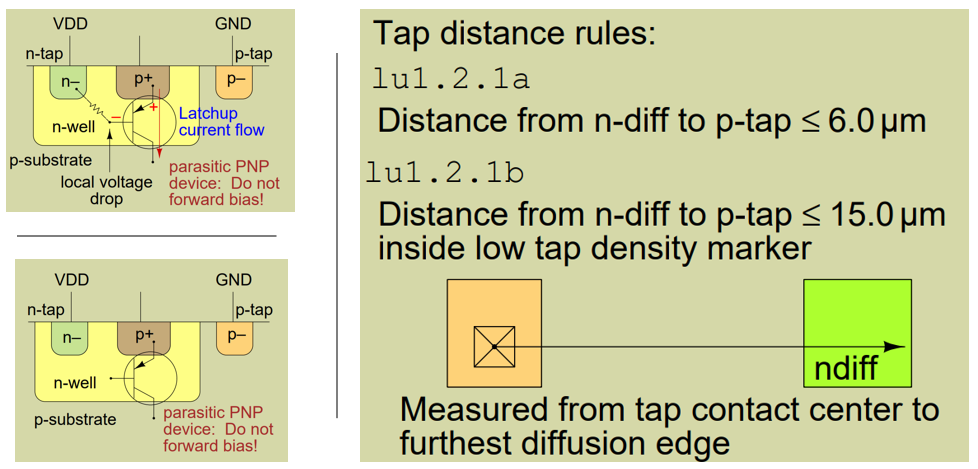 VDD
GND
n-tap
p-tap
n–
p+
p–
+
–
Latchup
current flow
n-well
p-substrate
local voltage
drop
parasitic PNP
device: Do not
forward bias!
VDD
GND
n-tap
p-tap
n–
p+
p–
n-well
p-substrate
parasitic PNP
device: Do not
forward bias!
Tap distance rules:
lu1.2.1a
Distance from n-diff to p-tap ≤ 6.0 µm
lu1.2.1b
Distance from n-diff to p-tap ≤ 15.0 µm
inside low tap density marker
ndiff
Measured from tap contact center to
furthest diffusion edge